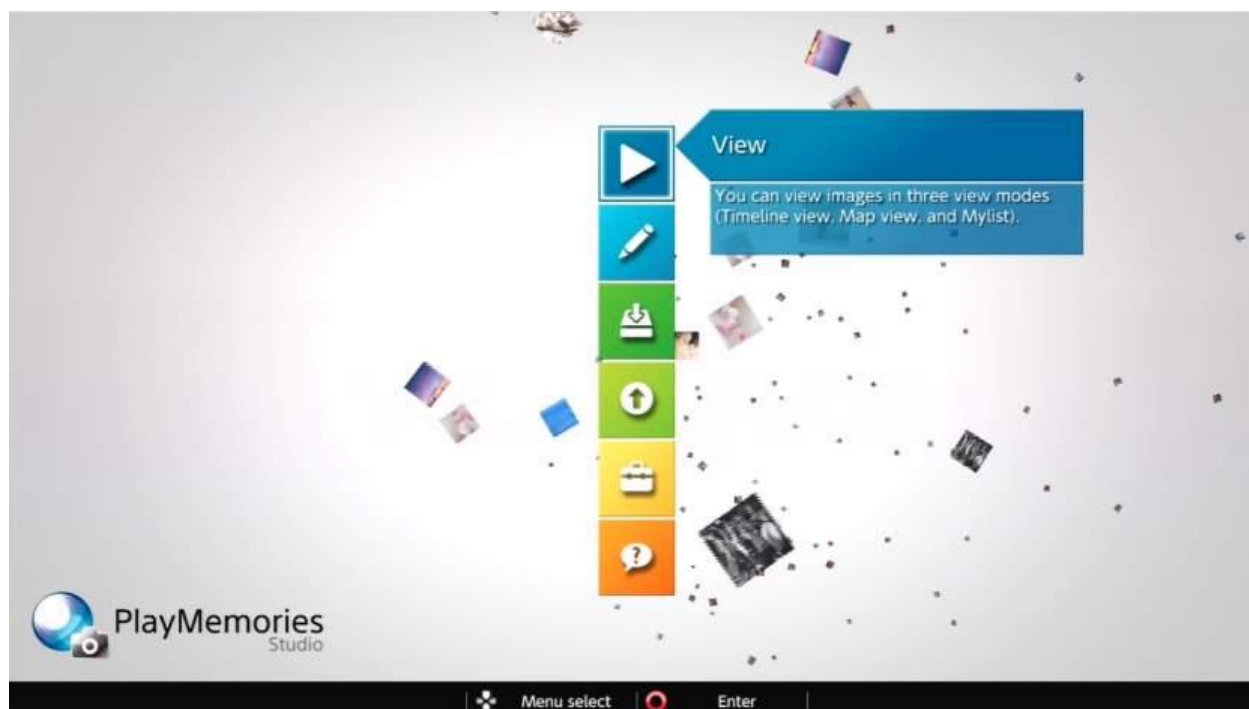 View
You can view images in three view modes
(Timeline view, Map view, and Mylist).
?
PlayMemories
Studio
Menu select
Enter